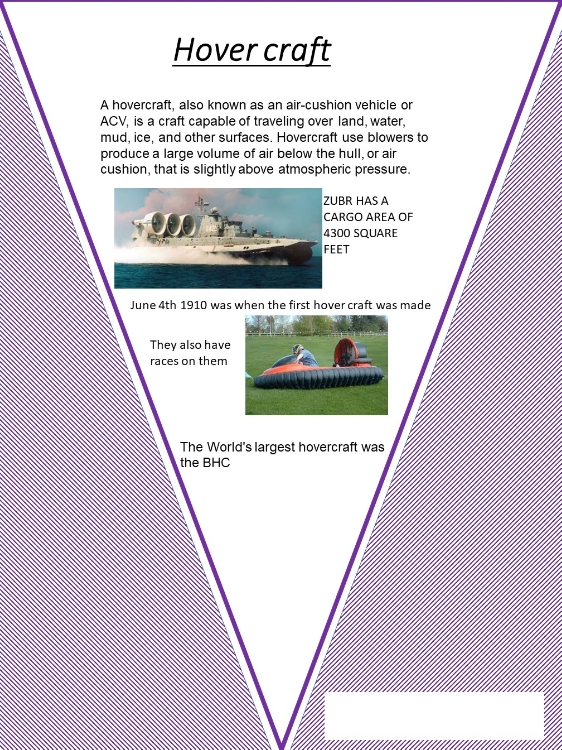 Hover craft
A hovercraft, also known as an air-cushion vehicle or
ACV, is a craft capable of traveling over land, water,
mud, ice, and other surfaces. Hovercraft use blowers to
produce a large volume of air below the hull, or air
cushion, that is slightly above atmospheric pressure.
ZUBR HAS A
CARGO AREA OF
4300 SQUARE
FEET
June 4th 1910 was when the first hover craft was made
They also have
races on them
The World's largest hovercraft was
the BHC